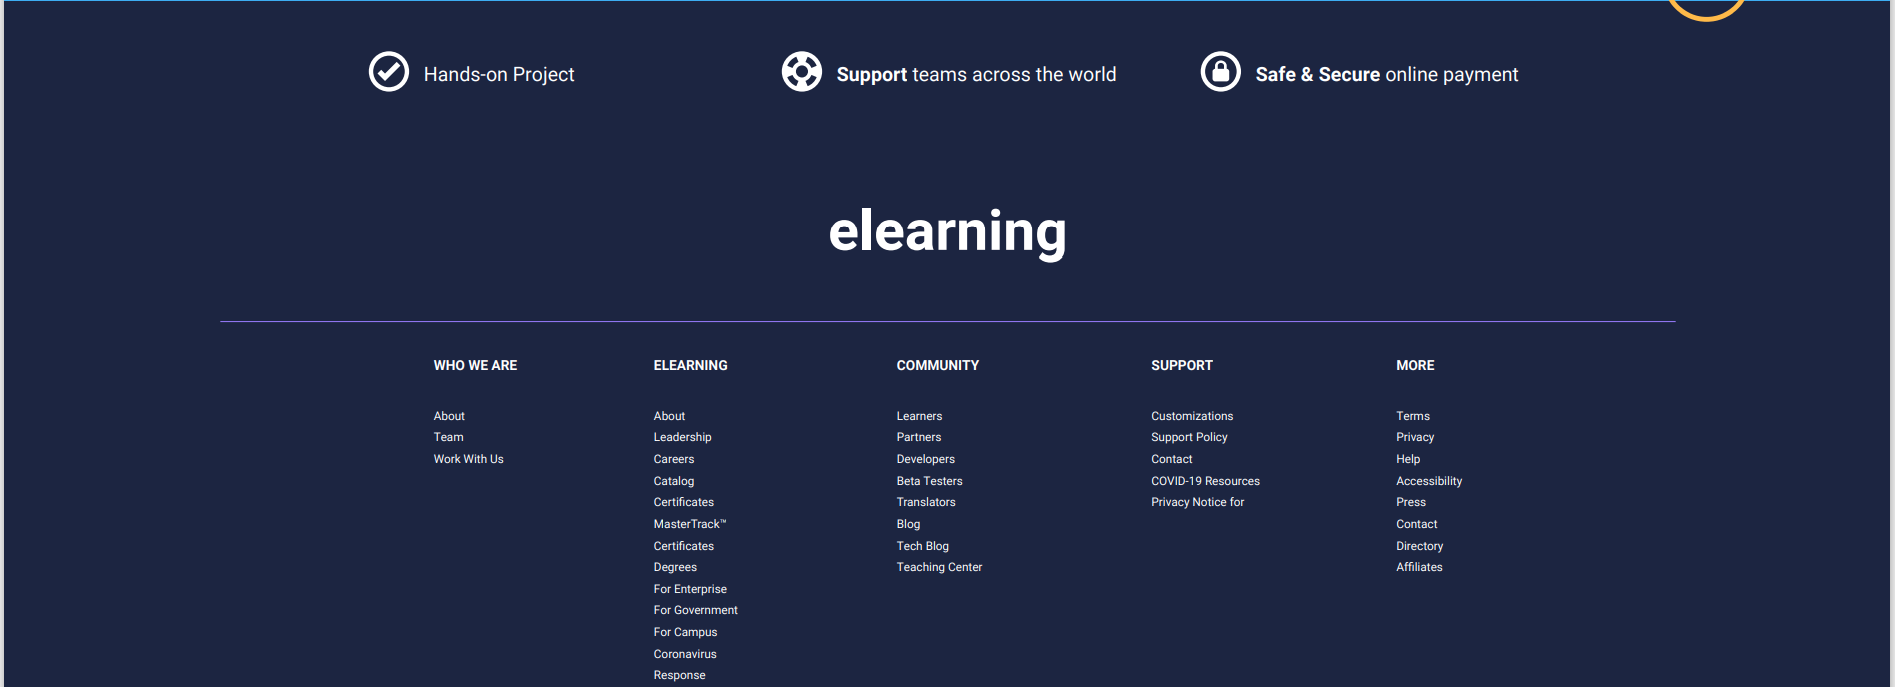 Hands-on Project
Support teams across the world
Safe & Secure online payment
elearning
WHO WE ARE
About
Team
Work With Us
ELEARNING
About
Leadership
Careers
Catalog
Certificates
MasterTrack™
Certificates
Degrees
For Enterprise
For Government
For Campus
Coronavirus
Response
COMMUNITY
Learners
Partners
Developers
Beta Testers
Translators
Blog
Tech Blog
Teaching Center
SUPPORT
Customizations
Support Policy
Contact
COVID-19 Resources
Privacy Notice for
MORE
Terms
Privacy
Help
Accessibility
Press
Contact
Directory
Affiliates